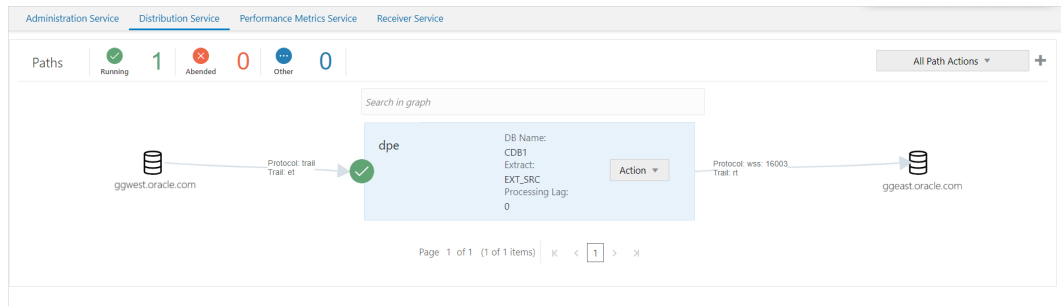 Administration Service Distribution Service Performance Metrics Service Receiver Service
Paths Running 1 Abended 0 Other 0 All Path Actions
Search in graph
dpe
DB Name:
CDB1
Extract:
EXT_SRC
Processing Lag:
0
Action
Protocol: trail
Trail: et
ggwest.oracle.com
Protocol: wss: 16003
Trail: rt
ggeast.oracle.com
Page 1 of 1 (1 of 1 items) 1